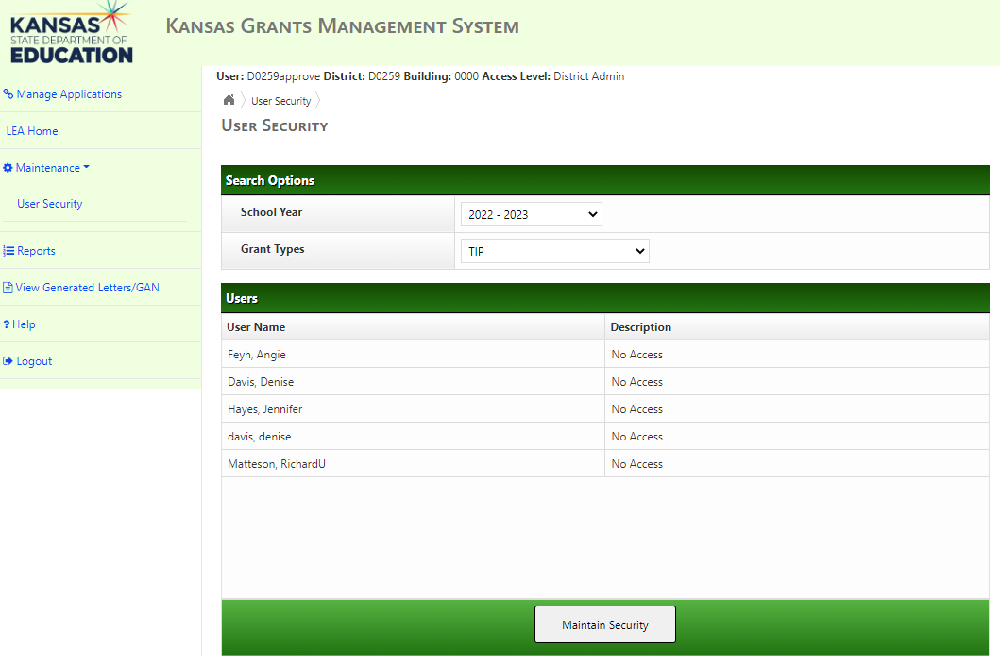 KANSAS
STATE DEPARTMENT OF
EDUCATION
Kansas Grants Management System
User: D0259approve District: D0259 Building: 0000 Access Level: District Admin
Manage Applications
LEA Home
Maintenance
User Security
Reports
View Generated Letters/GAN
? Help
Logout
User Security
User Security
Search Options
School Year 2022 - 2023
Grant Types TIP
Users
User Name Description
Feyh, Angie No Access
Davis, Denise No Access
Hayes, Jennifer No Access
davis, denise No Access
Matteson, RichardU No Access
Maintain Security